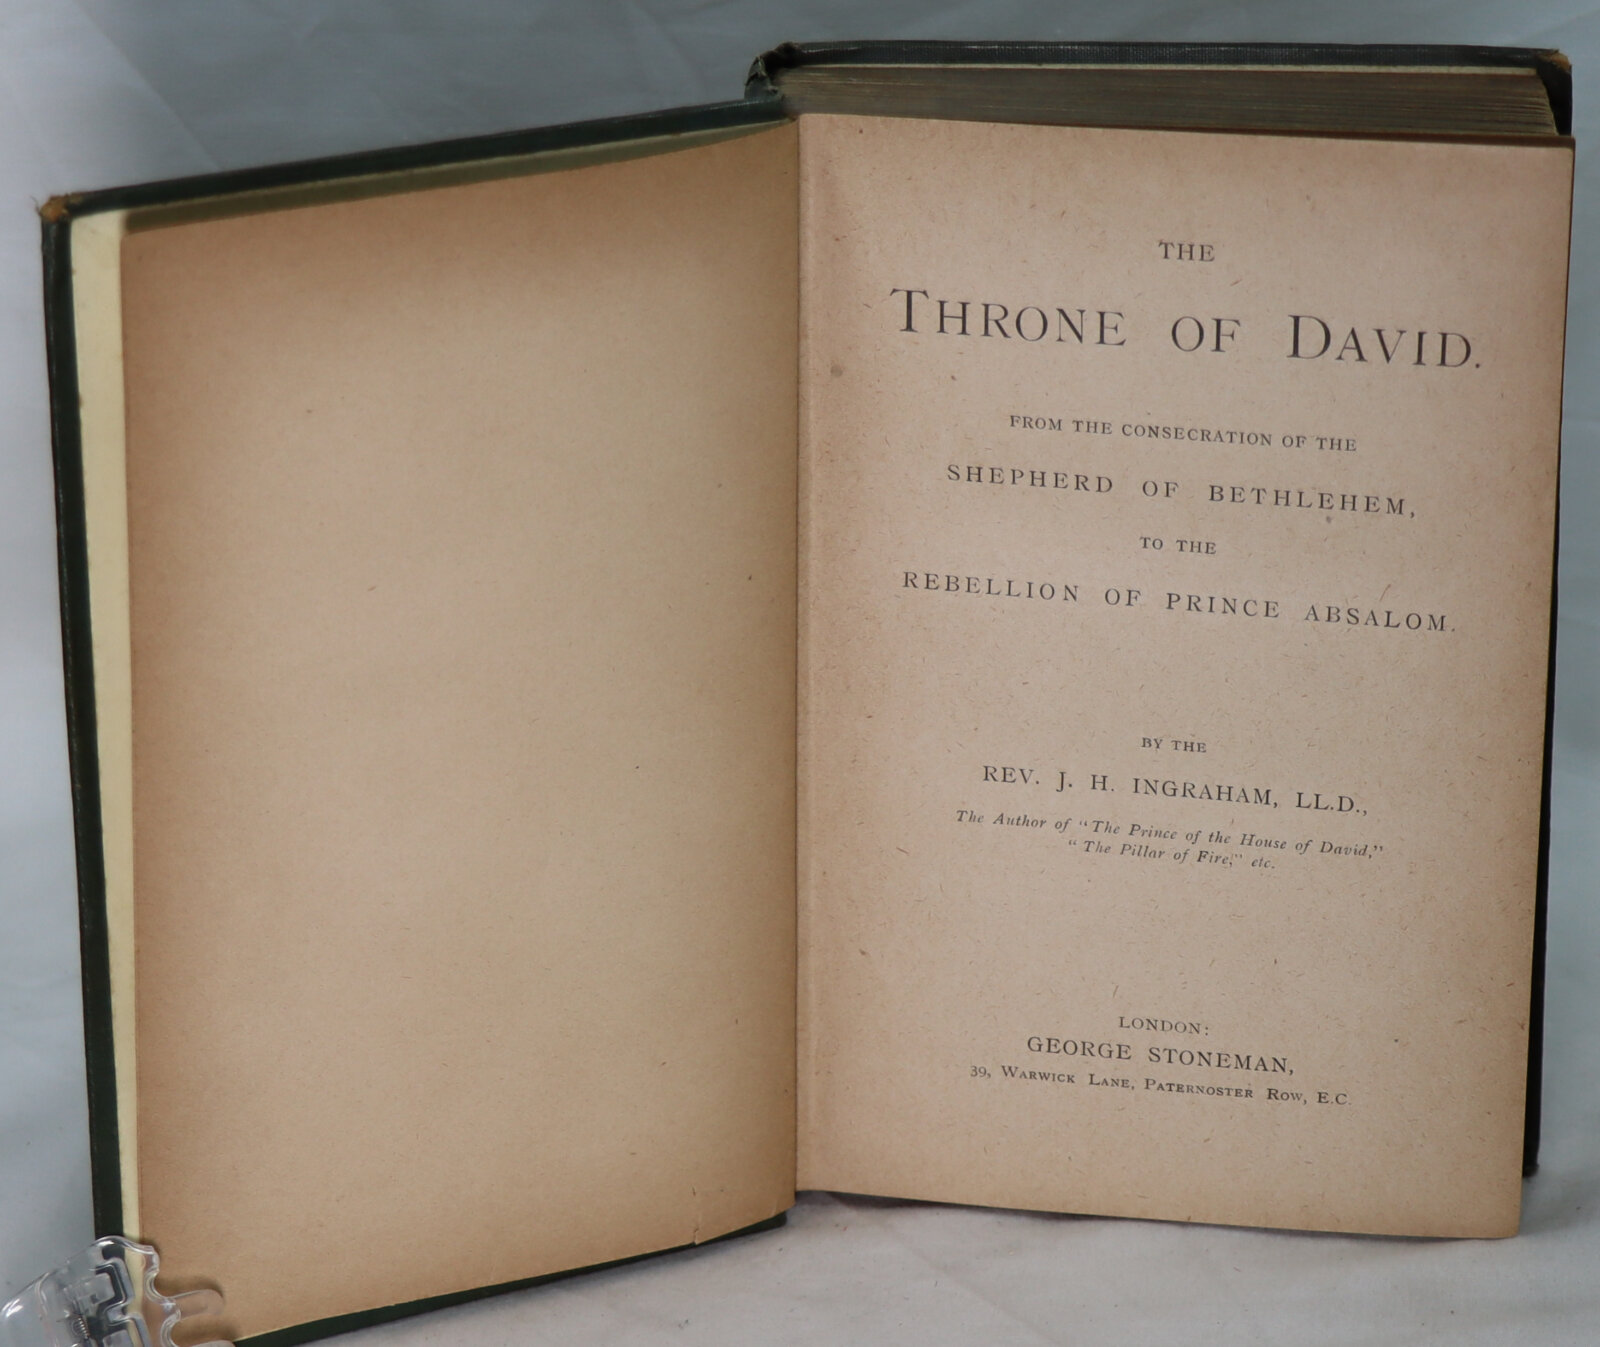 THE
THRONE OF DAVID.
FROM THE CONSECRATION OF THE
SHEPHERD OF BETHLEHEM,
TO THE
REBELLION OF PRINCE ABSALOM.
BY THE
REV. J. H. INGRAHAM, LL.D.,
The Author of "The Prince of the House of David,"
"The Pillar of Fire," etc.
LONDON:
GEORGE STONEMAN,
39, WARWICK LANE, PATERNOSTER ROW, E.C.